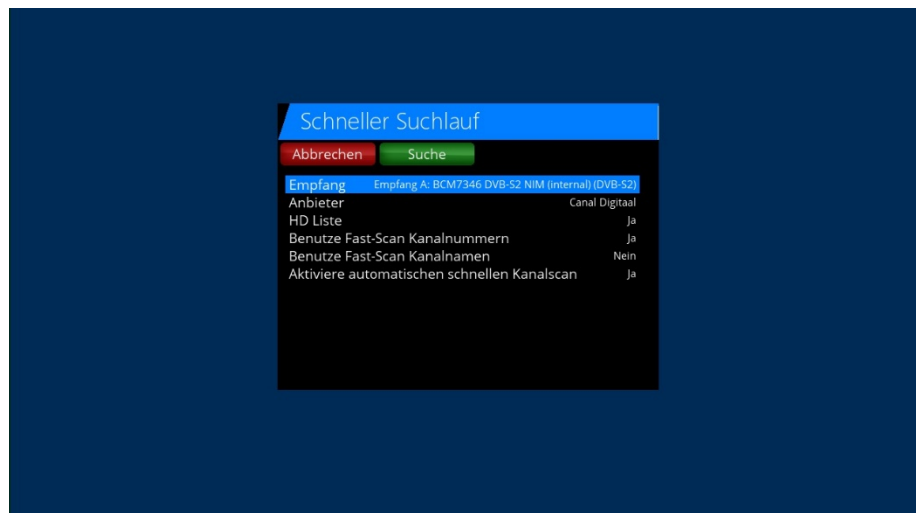 Schneller Suchlauf
Abbrechen Suche
Empfang Empfang A: BCM7346 DVB-S2 NIM (internal) (DVB-S2)
Anbieter Canal Digitaal
HD Liste Ja
Benutze Fast-Scan Kanalnummern Ja
Benutze Fast-Scan Kanalnamen Nein
Aktiviere automatischen schnellen Kanalscan Ja